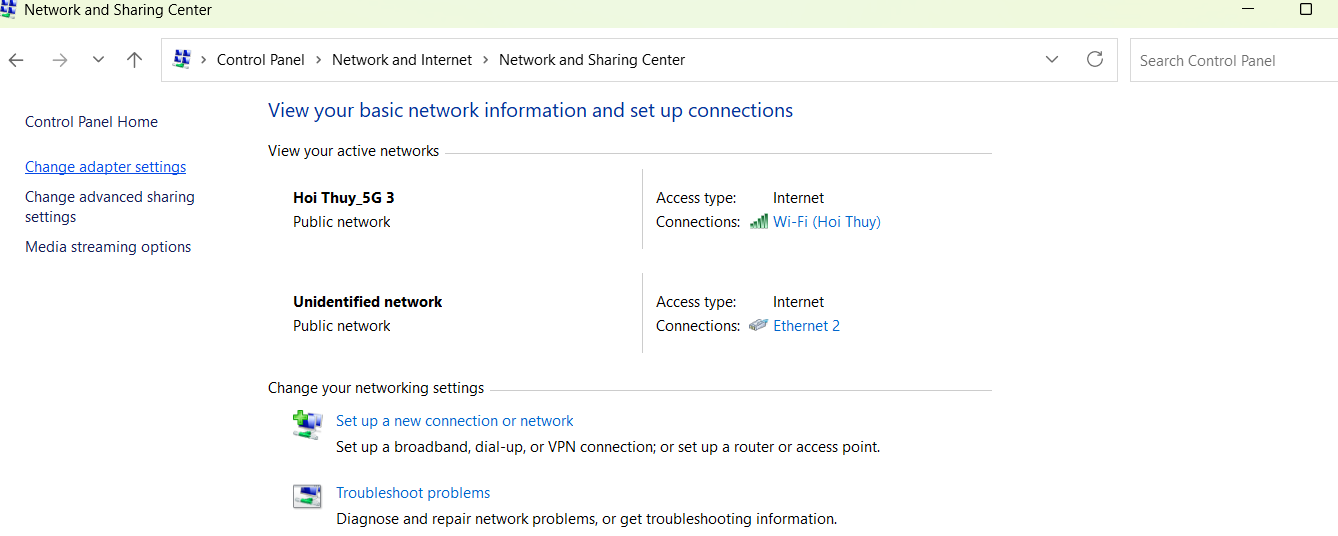 Network and Sharing Center
Control Panel > Network and Internet > Network and Sharing Center
Search Control Panel
Control Panel Home
Change adapter settings
Change advanced sharing
settings
Media streaming options
View your basic network information and set up connections
View your active networks
Hoi Thuy_5G 3
Public network
Access type: Internet
Connections: Wi-Fi (Hoi Thuy)
Unidentified network
Public network
Access type: Internet
Connections: Ethernet 2
Change your networking settings
Set up a new connection or network
Set up a broadband, dial-up, or VPN connection; or set up a router or access point.
Troubleshoot problems
Diagnose and repair network problems, or get troubleshooting information.